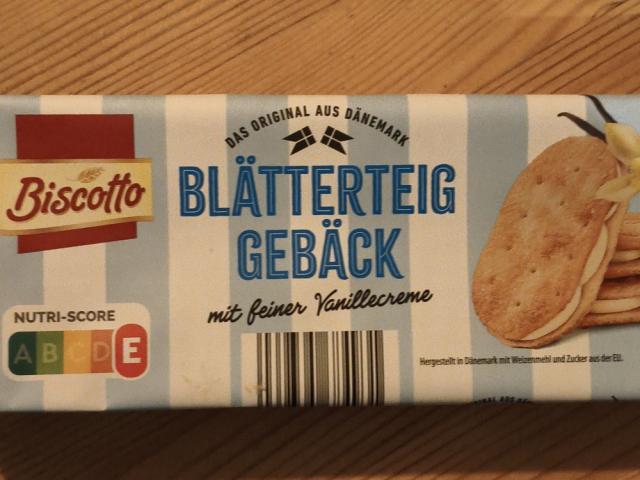 DAS ORIGINAL AUS DÄNEMARK
Biscotto
BLÄTTERTEIG
GEBÄCK
mit feiner Vanillecreme
NUTRI-SCORE
A B C D E
Hergestellt in Dänemark mit Weizenmehl und Zucker aus der EU.